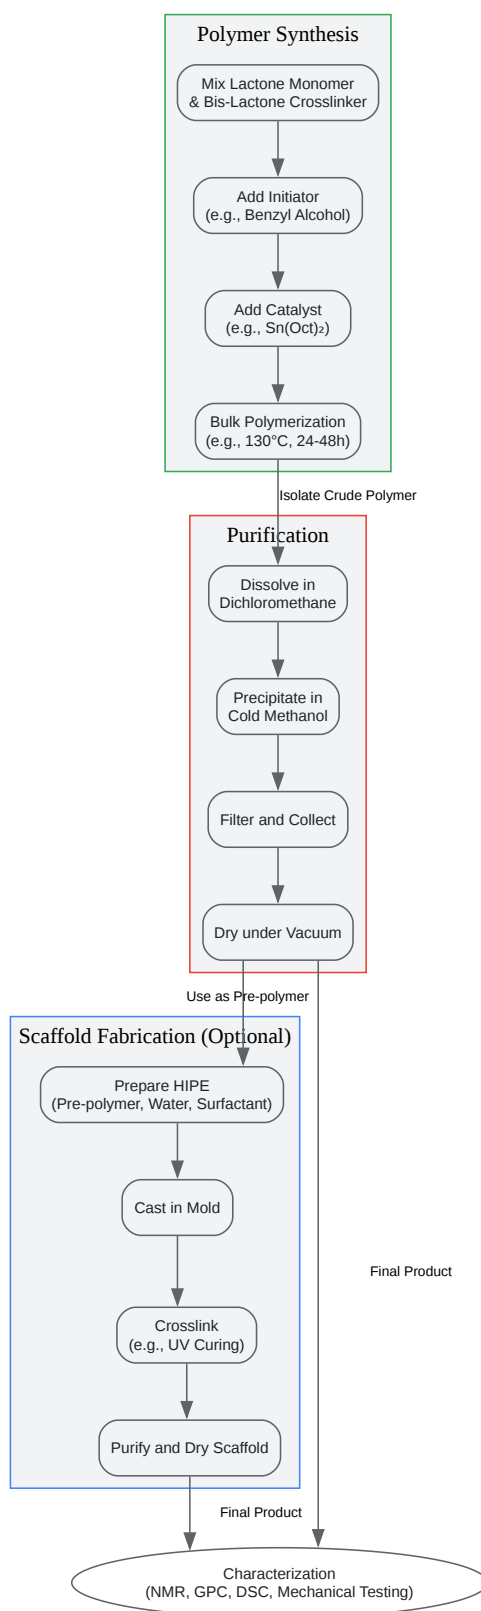 Polymer Synthesis
Mix Lactone Monomer
& Bis-Lactone Crosslinker
Add Initiator
(e.g., Benzyl Alcohol)
Add Catalyst
(e.g., Sn(Oct)₂)
Bulk Polymerization
(e.g., 130°C, 24-48h)
Isolate Crude Polymer
Purification
Dissolve in
Dichloromethane
Precipitate in
Cold Methanol
Filter and Collect
Dry under Vacuum
Use as Pre-polymer
Scaffold Fabrication (Optional)
Prepare HIPE
(Pre-polymer, Water, Surfactant)
Cast in Mold
Final Product
Crosslink
(e.g., UV Curing)
Purify and Dry Scaffold
Final Product
Characterization
(NMR, GPC, DSC, Mechanical Testing)